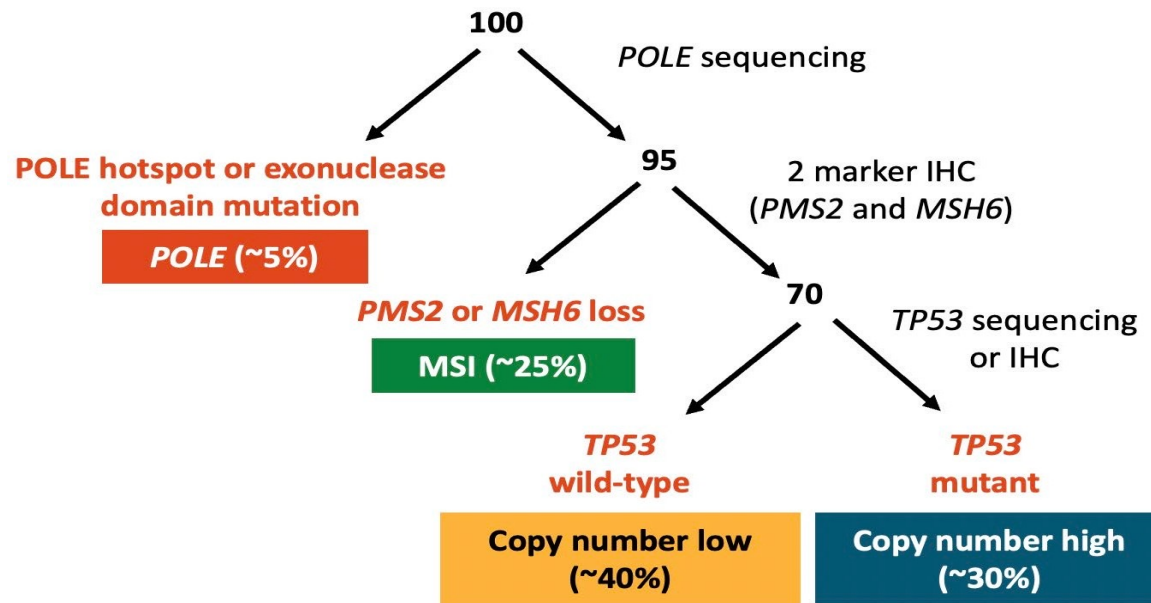 100
POLE sequencing
POLE hotspot or exonuclease
domain mutation
POLE (~5%)
95
2 marker IHC
(PMS2 and MSH6)
PMS2 or MSH6 loss
MSI (~25%)
70
TP53 sequencing
or IHC
TP53
wild-type
Copy number low
(~40%)
TP53
mutant
Copy number high
(~30%)